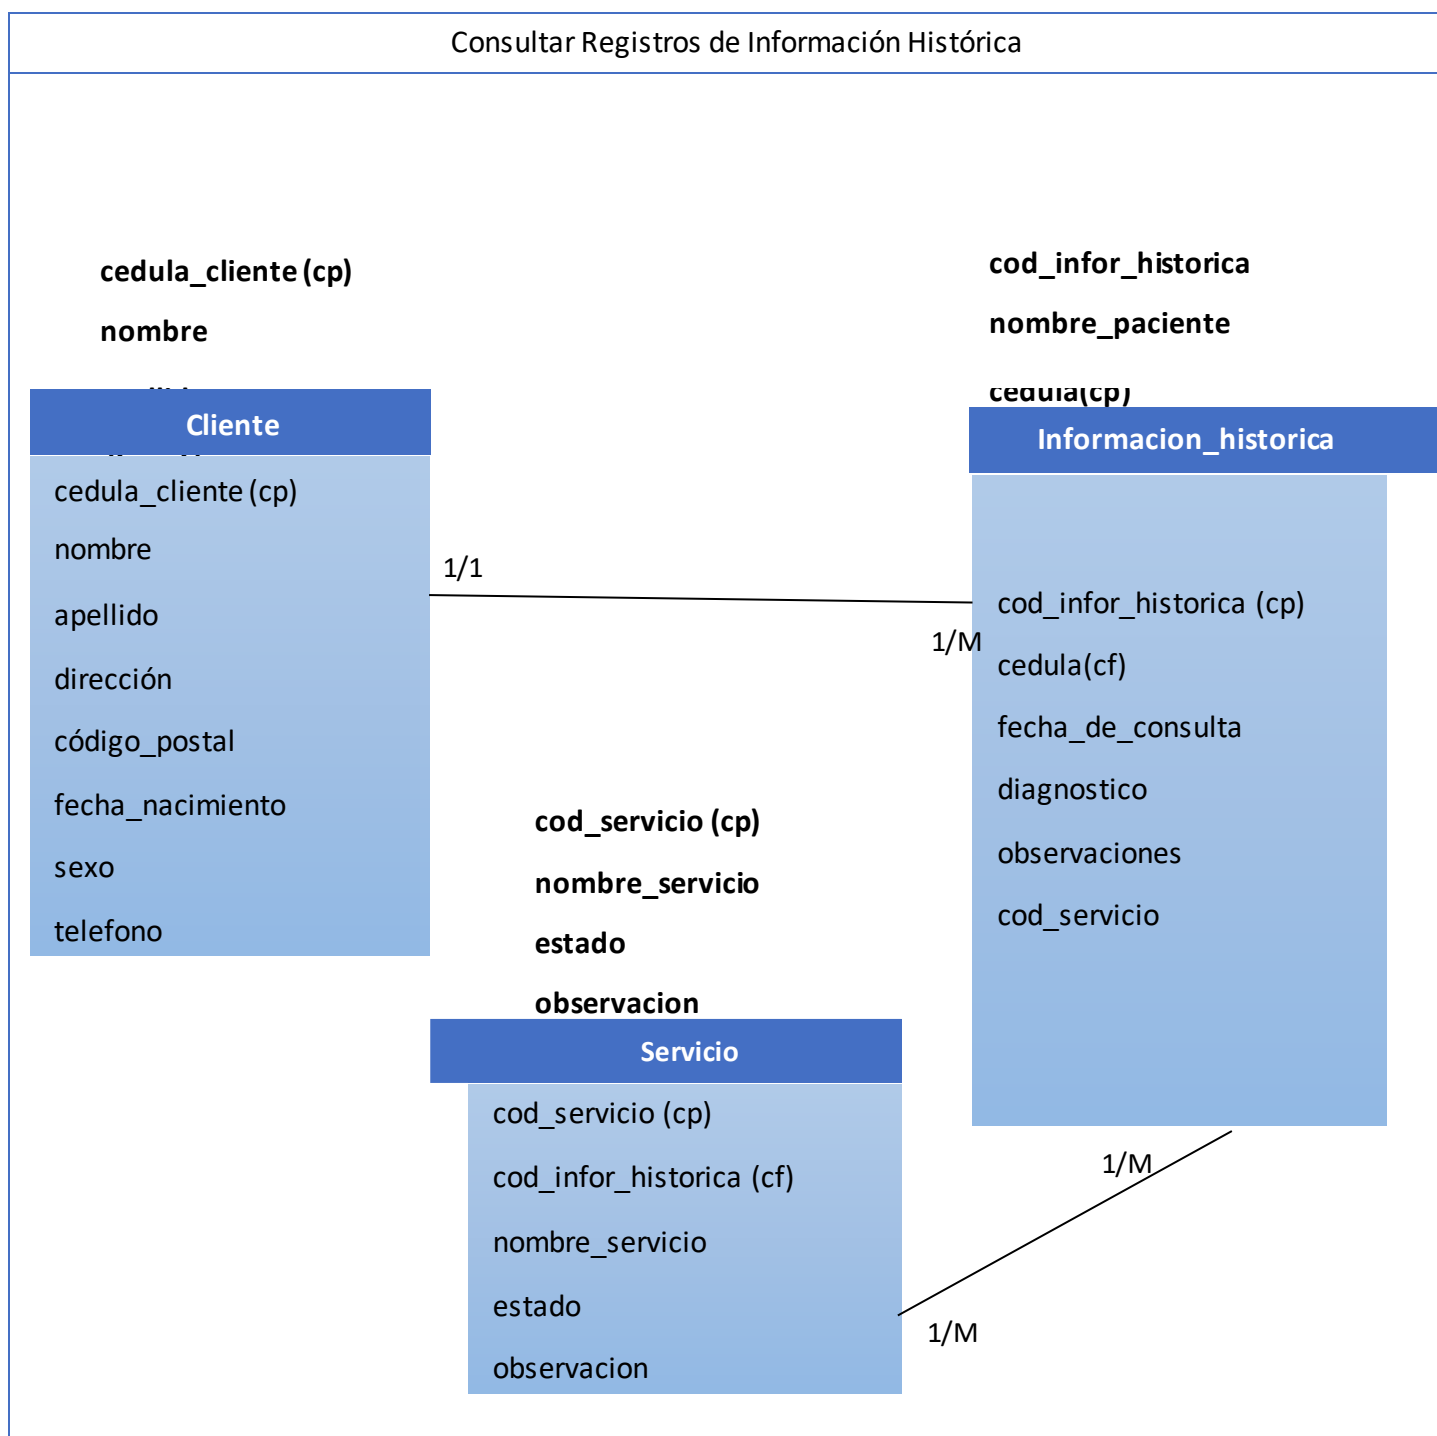 Consultar Registros de Información Histórica
cedula_cliente (cp)
nombre
cod_infor_historica
nombre_paciente
cedula(cp)
Cliente
cedula_cliente (cp)
nombre
apellido
dirección
código_postal
fecha_nacimiento
sexo
telefono
1/1
1/M
Informacion_historica
cod_infor_historica (cp)
cedula(cf)
fecha_de_consulta
diagnostico
observaciones
cod_servicio
cod_servicio (cp)
nombre_servicio
estado
observacion
Servicio
cod_servicio (cp)
cod_infor_historica (cf)
nombre_servicio
estado
observacion
1/M
1/M